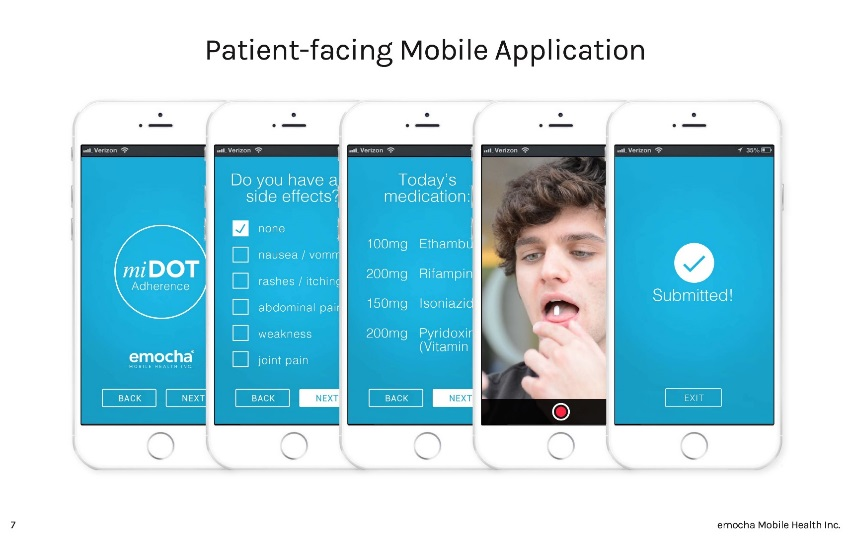 Patient-facing Mobile Application
Verizon
miDOT
Adherence
emocha
MOBILE HEALTH INC.
BACK
NEXT
Verizon
Do you have a
side effects?
none
nausea / vom
rashes / itching
abdominal pai
weakness
joint pain
BACK
NEXT
Verizon
Today's
medication:
100mg Ethambu
200mg Rifampin
150mg Isoniazid
200mg Pyridoxin
(Vitamin
BACK
NEXT
Verizon
Verizon 35%
Submitted!
EXIT
7
emocha Mobile Health Inc.